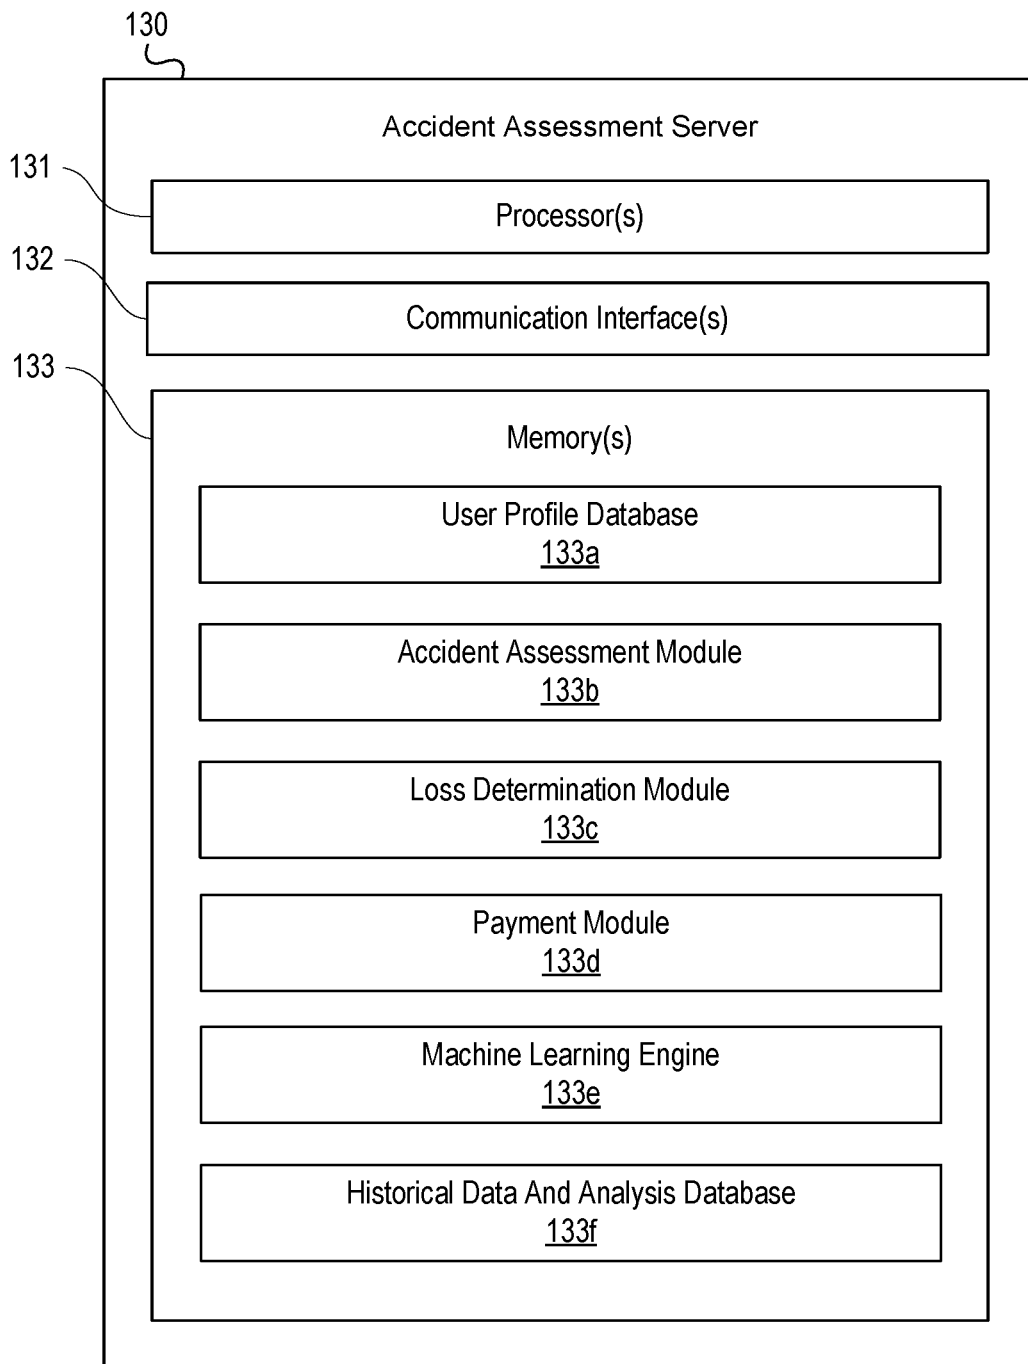 130
Accident Assessment Server
131
Processor(s)
132
Communication Interface(s)
133
Memory(s)
User Profile Database
133a
Accident Assessment Module
133b
Loss Determination Module
133c
Payment Module
133d
Machine Learning Engine
133e
Historical Data And Analysis Database
133f